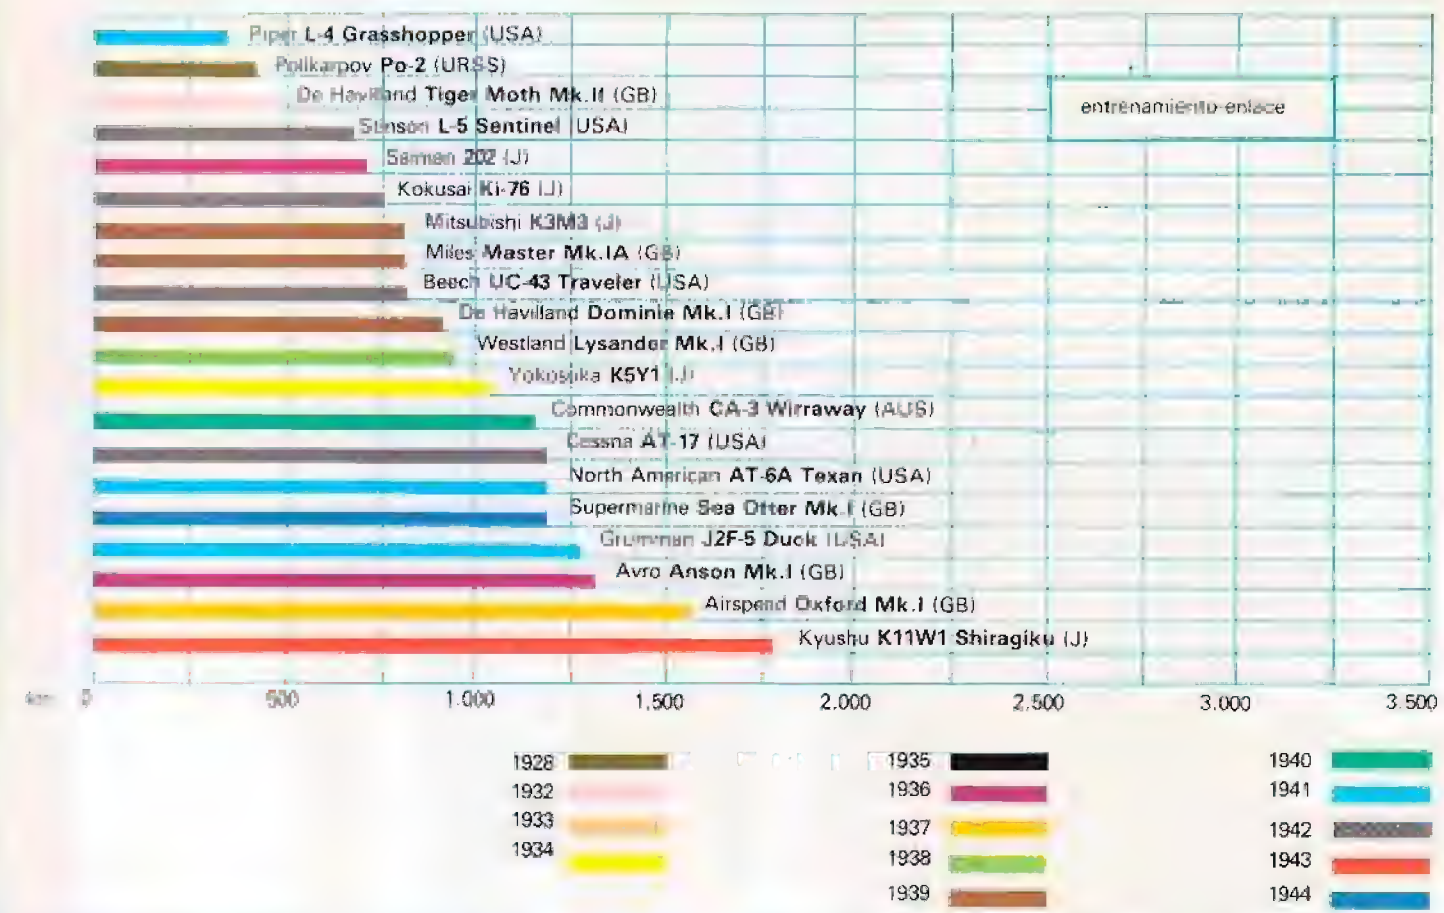 Piper L-4 Grasshopper (USA)
Polikarpov Po-2 (URSS)
De Havilland Tiger Moth Mk.II (GB)
Stinson L-5 Sentinel (USA)
Saiman 202 (J)
Kokusai Ki-76 (J)
Mitsubishi K3M3 (J)
Miles Master Mk.IA (GB)
Beech UC-43 Traveler (USA)
De Havilland Dominie Mk.I (GB)
Westland Lysander Mk.I (GB)
Yokosuka K5Y1 (J)
Commonwealth CA-3 Wirraway (AUS)
Cessna AT-17 (USA)
North American AT-6A Texan (USA)
Supermarine Sea Otter Mk.I (GB)
Grumman J2F-5 Duck (USA)
Avro Anson Mk.I (GB)
Airspeed Oxford Mk.I (GB)
Kyushu K11W1 Shiragiku (J)
entrenamiento-enlace
km 0 500 1.000 1.500 2.000 2.500 3.000 3.500
1928
1932
1933
1934
1935
1936
1937
1938
1939
1940
1941
1942
1943
1944